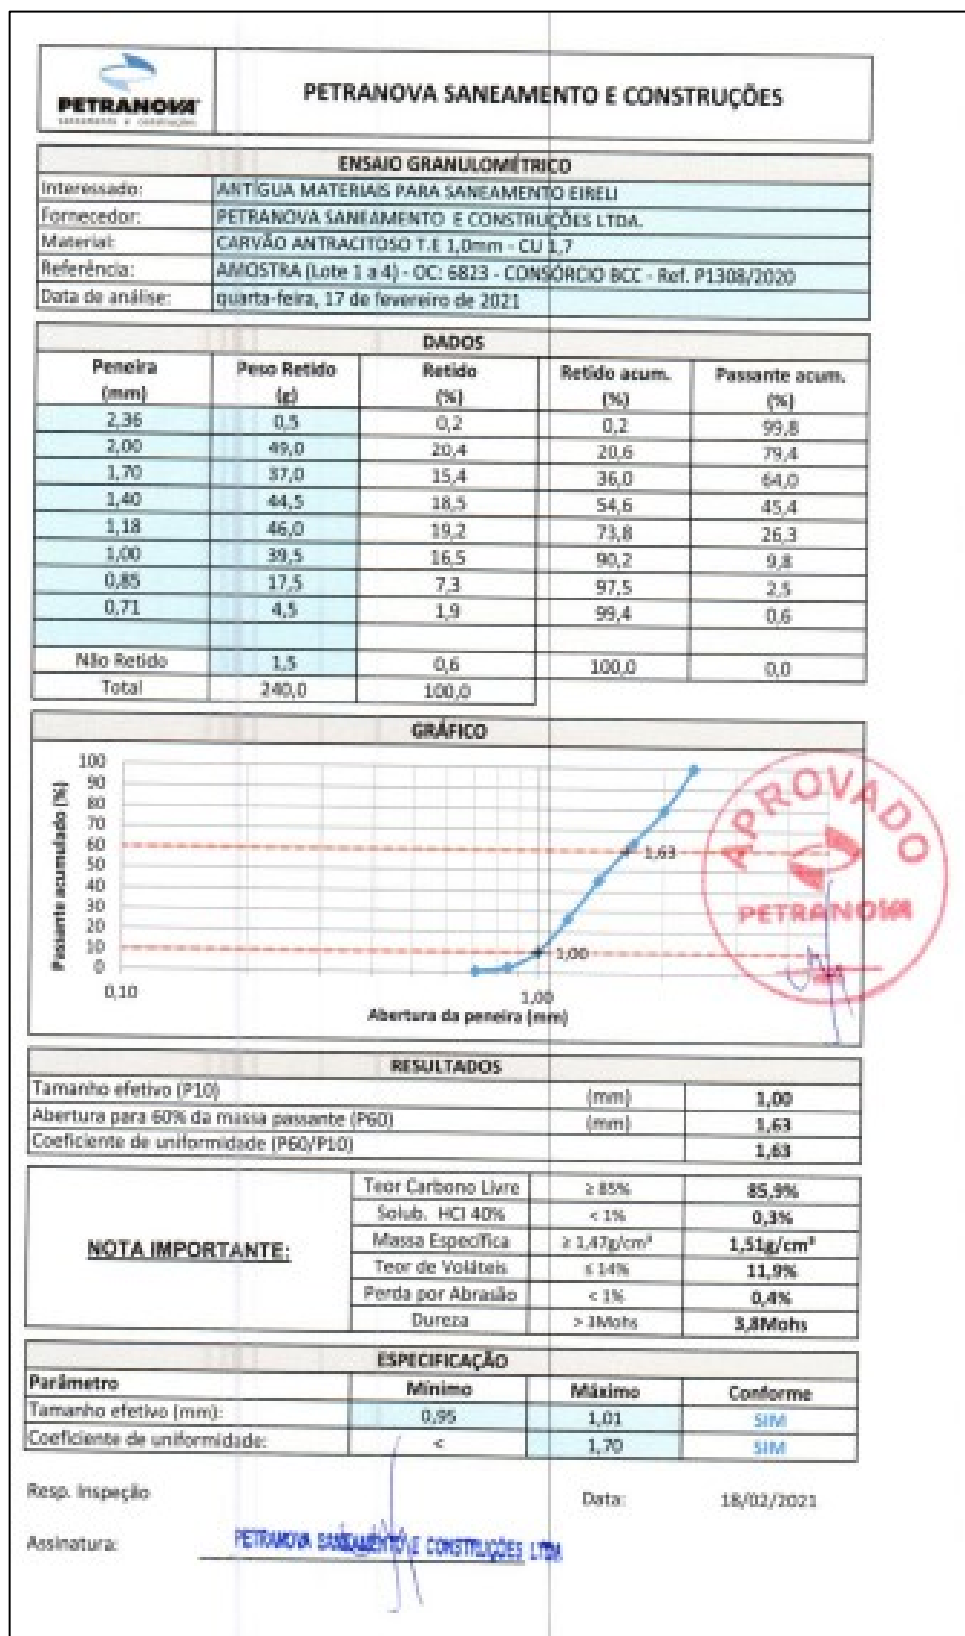 PETRANOVA
saneamento e construções
PETRANOVA SANEAMENTO E CONSTRUÇÕES
ENSAIO GRANULOMÉTRICO
Interessado: ANTÍGUA MATERIAIS PARA SANEAMENTO EIRELI
Fornecedor: PETRANOVA SANEAMENTO E CONSTRUÇÕES LTDA.
Material: CARVÃO ANTRACITOSO T.E 1,0mm - CU 1,7
Referência: AMOSTRA (Lote 1 a 4) - OC: 6823 - CONSÓRCIO BCC - Ref. P1308/2020
Data de análise: quarta-feira, 17 de fevereiro de 2021
DADOS
Peneira (mm) Peso Retido (g) Retido (%) Retido acum. (%) Passante acum. (%)
2,36 0,5 0,2 0,2 99,8
2,00 49,0 20,4 20,6 79,4
1,70 37,0 15,4 36,0 64,0
1,40 44,5 18,5 54,6 45,4
1,18 46,0 19,2 73,8 26,3
1,00 39,5 16,5 90,2 9,8
0,85 17,5 7,3 97,5 2,5
0,71 4,5 1,9 99,4 0,6
Não Retido 1,5 0,6 100,0 0,0
Total 240,0 100,0
GRÁFICO
Passante acumulado (%)
100
90
80
70
60
50
40
30
20
10
0
1,63
1,00
0,10 1,00
Abertura da peneira (mm)
APROVADO
PETRANOVA
RESULTADOS
Tamanho efetivo (P10) (mm) 1,00
Abertura para 60% da massa passante (P60) (mm) 1,63
Coeficiente de uniformidade (P60/P10) 1,63
NOTA IMPORTANTE:
Teor Carbono Livre ≥ 85% 85,9%
Solub. HCl 40% < 1% 0,3%
Massa Específica ≥ 1,47g/cm³ 1,51g/cm³
Teor de Voláteis ≤ 14% 11,9%
Perda por Abrasão < 1% 0,4%
Dureza > 3Mohs 3,8Mohs
ESPECIFICAÇÃO
Parâmetro Mínimo Máximo Conforme
Tamanho efetivo (mm): 0,95 1,01 SIM
Coeficiente de uniformidade: < 1,70 SIM
Resp. Inspeção Data: 18/02/2021
Assinatura: PETRANOVA SANEAMENTO E CONSTRUÇÕES LTDA